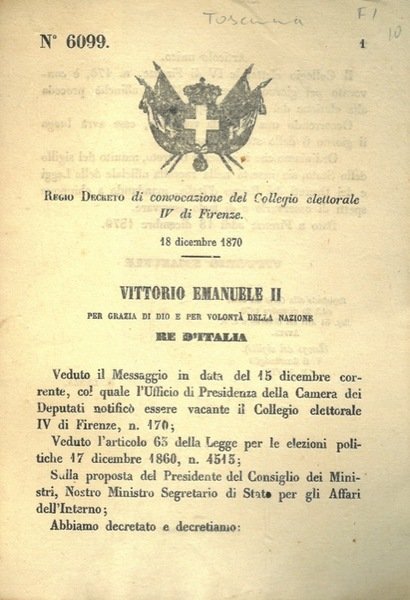 Toscana F1
10
N° 6099. 1
REGIO DECRETO di convocazione del Collegio elettorale
IV di Firenze.
18 dicembre 1870
VITTORIO EMANUELE II
PER GRAZIA DI DIO E PER VOLONTÀ DELLA NAZIONE
RE D'ITALIA
Veduto il Messaggio in data del 15 dicembre cor-
rente, col quale l'Ufficio di Presidenza della Camera dei
Deputati notificò essere vacante il Collegio elettorale
IV di Firenze, n. 170;
Veduto l'articolo 63 della Legge per le elezioni poli-
tiche 17 dicembre 1860, n. 4513;
Sulla proposta del Presidente del Consiglio dei Mini-
stri, Nostro Ministro Segretario di Stato per gli Affari
dell'Interno;
Abbiamo decretato e decretiamo: